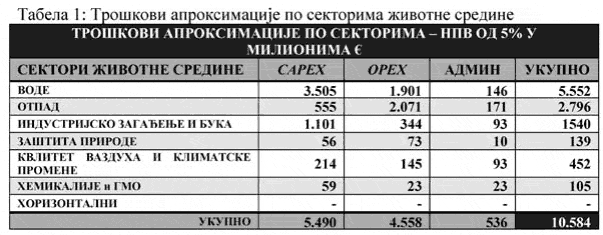 Табела 1: Трошкови апроксимације по секторима животне средине
ТРОШКОВИ АПРОКСИМАЦИЈЕ ПО СЕКТОРИМА – НПВ ОД 5% У
МИЛИОНИМА €
СЕКТОРИ ЖИВОТНЕ СРЕДИНЕ CAPEX OPEX АДМИН УКУПНО
ВОДЕ 3.505 1.901 146 5.552
ОТПАД 555 2.071 171 2.796
ИНДУСТРИЈСКО ЗАГАЂЕЊЕ И БУКА 1.101 344 93 1540
ЗАШТИТА ПРИРОДЕ 56 73 10 139
КВЛИТЕТ ВАЗДУХА И КЛИМАТСКЕ
ПРОМЕНЕ 214 145 93 452
ХЕМИКАЛИЈЕ и ГМО 59 23 23 105
ХОРИЗОНТАЛНИ - - - -
УКУПНО 5.490 4.558 536 10.584